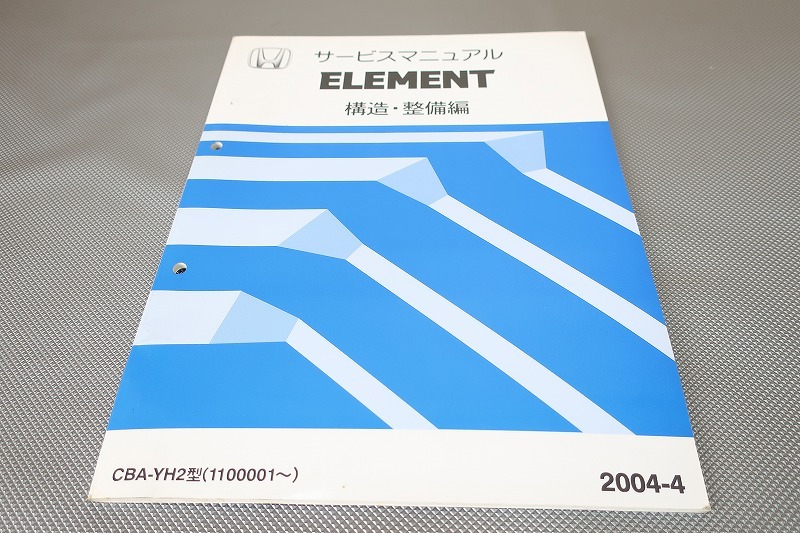 サービスマニュアル
ELEMENT
構造・整備編
CBA-YH2型(1100001～)
2004-4